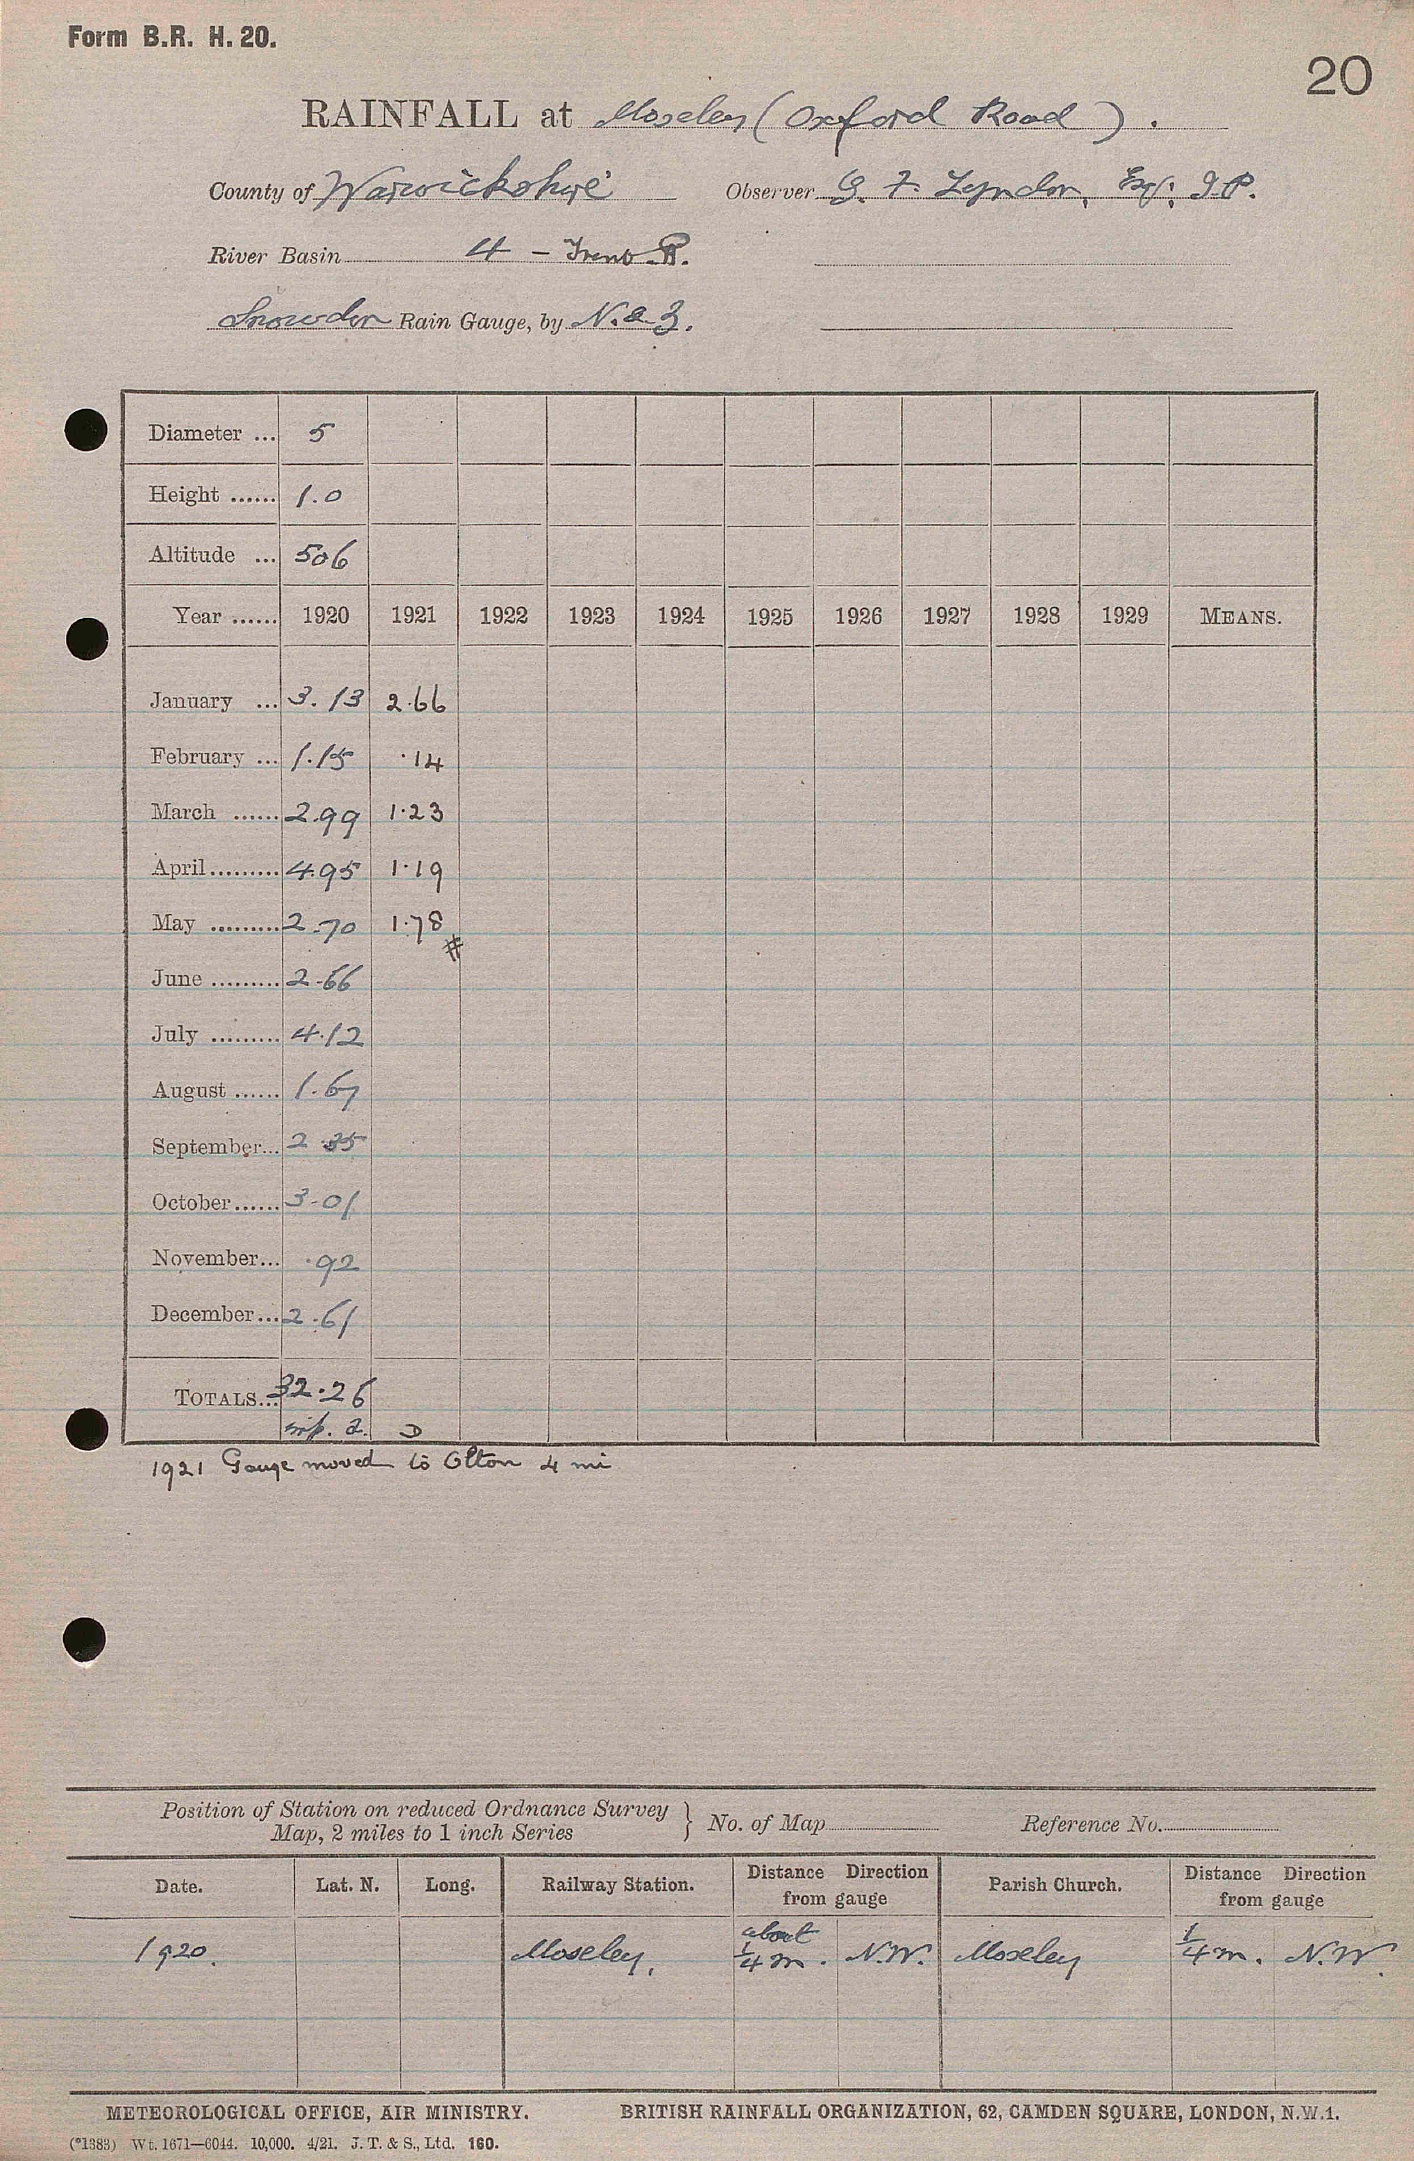 Form B.R. H. 20.
20
RAINFALL at Moseley (Oxford Road).
County of Warwickshire Observer G. F. Lyndon, Esq; J.P.
River Basin 4 - Trent R.
Snowdon Rain Gauge, by N. & Z.
Diameter ... 5
Height ...... 1.0
Altitude ... 506
Year ...... 1920 1921 1922 1923 1924 1925 1926 1927 1928 1929 MEANS.
January ... 3.13 2.66
February ... 1.15 .14
March ...... 2.99 1.23
April ......... 4.95 1.19
May ......... 2.70 1.78 #
June ......... 2.66
July ......... 4.12
August ...... 1.67
September... 2.35
October...... 3.01
November... .92
December... 2.61
TOTALS... 32.26
D
1921 Gauge moved to Olton 4 mi
Position of Station on reduced Ordnance Survey } No. of Map Reference No.
Map, 2 miles to 1 inch Series
Date. Lat. N. Long. Railway Station. Distance Direction from gauge Parish Church. Distance Direction from gauge
1920. Moseley, about 1/4 m. N.W. Moseley 1/4 m. N.W.
METEOROLOGICAL OFFICE, AIR MINISTRY. BRITISH RAINFALL ORGANIZATION, 62, CAMDEN SQUARE, LONDON, N.W.1.
(*1383) Wt. 1671—6044. 10,000. 4/21. J. T. & S., Ltd. 160.